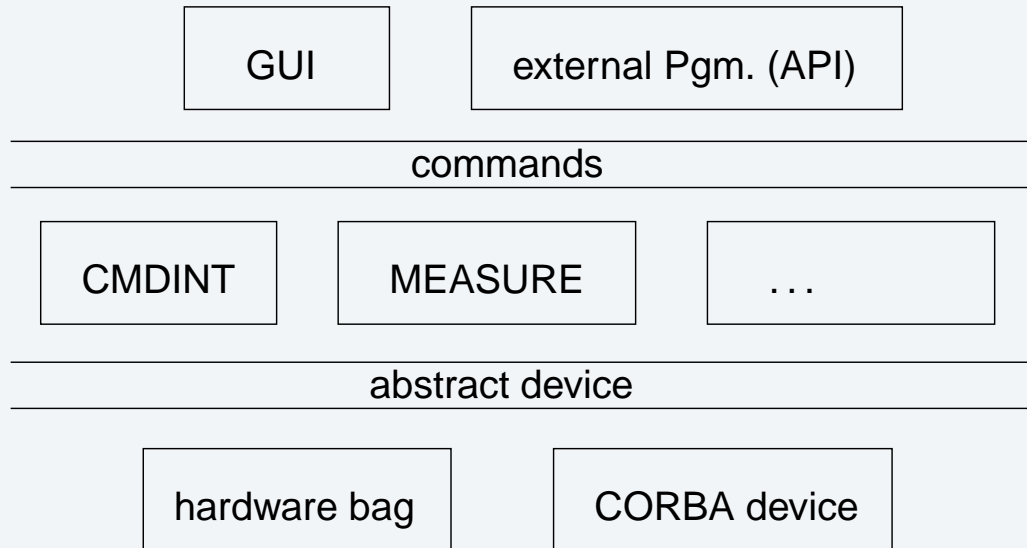 GUI external Pgm. (API)
commands
CMDINT MEASURE ...
abstract device
hardware bag CORBA device